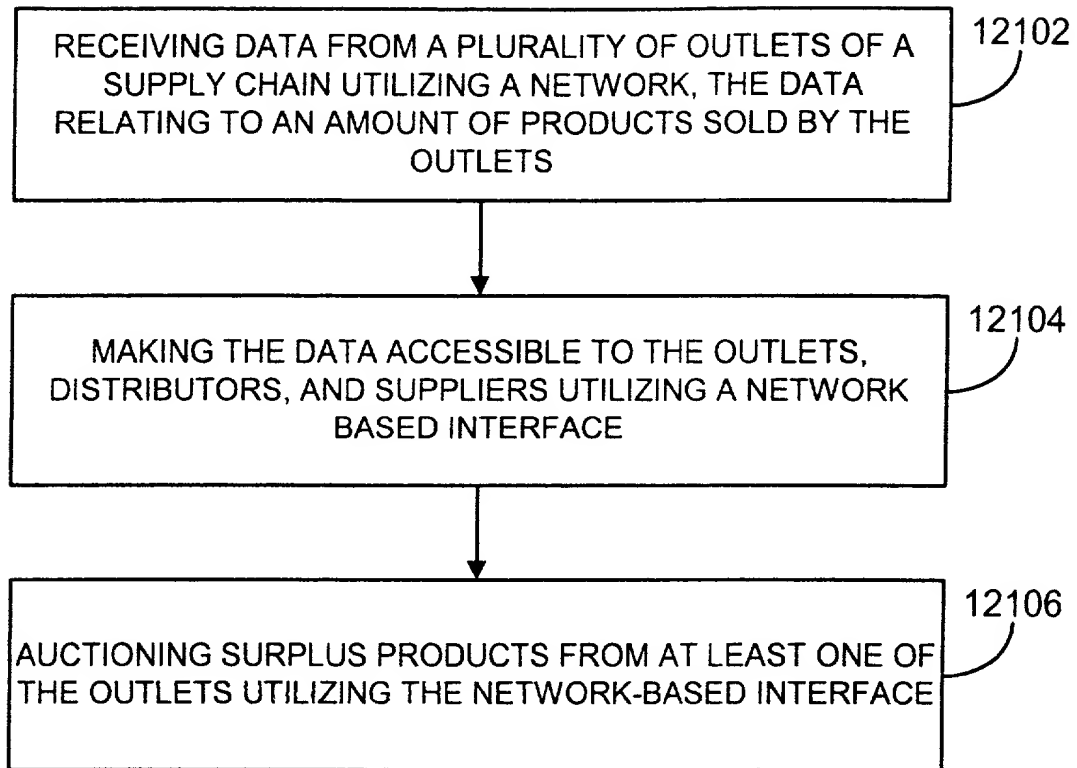 RECEIVING DATA FROM A PLURALITY OF OUTLETS OF A
SUPPLY CHAIN UTILIZING A NETWORK, THE DATA
RELATING TO AN AMOUNT OF PRODUCTS SOLD BY THE
OUTLETS
12102
MAKING THE DATA ACCESSIBLE TO THE OUTLETS,
DISTRIBUTORS, AND SUPPLIERS UTILIZING A NETWORK
BASED INTERFACE
12104
AUCTIONING SURPLUS PRODUCTS FROM AT LEAST ONE OF
THE OUTLETS UTILIZING THE NETWORK-BASED INTERFACE
12106